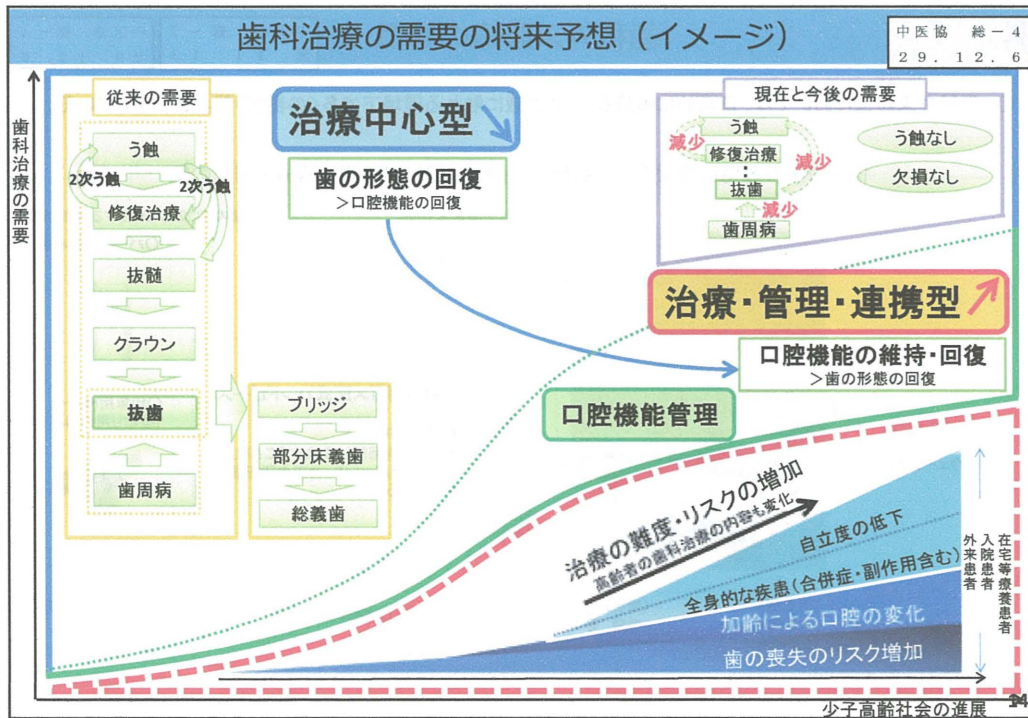 歯科治療の需要の将来予想（イメージ）
中医協　総－4
29．12．6
歯科治療の需要
従来の需要
う蝕
2次う蝕
2次う蝕
修復治療
抜髄
クラウン
抜歯
歯周病
ブリッジ
部分床義歯
総義歯
治療中心型
歯の形態の回復
＞口腔機能の回復
現在と今後の需要
う蝕
減少
修復治療
減少
：
抜歯
減少
歯周病
う蝕なし
欠損なし
治療・管理・連携型
口腔機能の維持・回復
＞歯の形態の回復
口腔機能管理
治療の難度・リスクの増加
高齢者の歯科治療の内容も変化
自立度の低下
全身的な疾患（合併症・副作用含む）
加齢による口腔の変化
歯の喪失のリスク増加
在宅等療養患者
入院患者
外来患者
少子高齢社会の進展